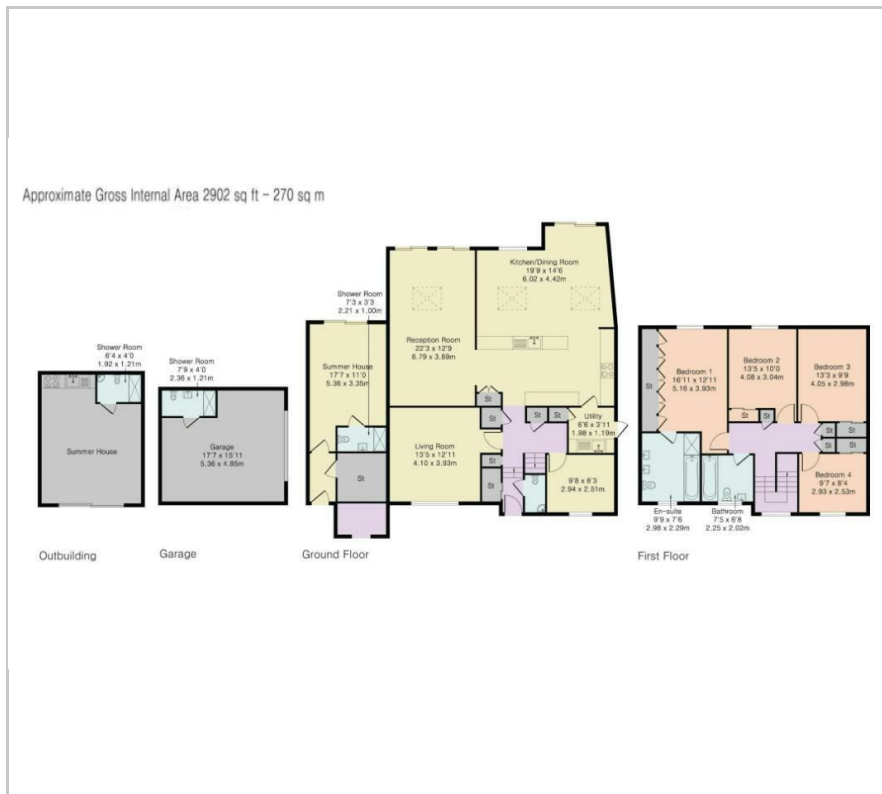 Approximate Gross Internal Area 2902 sq ft - 270 sq m
Shower Room
6'4 x 4'0
1.92 x 1.21m
Summer House
Outbuilding
Shower Room
7'9 x 4'0
2.36 x 1.21m
Garage
17'7 x 15'11
5.36 x 4.85m
Garage
Shower Room
7'3 x 3'3
2.21 x 1.00m
Summer House
17'7 x 11'0
5.36 x 3.35m
St
Reception Room
22'3 x 12'9
6.79 x 3.89m
Kitchen/Dining Room
19'9 x 14'6
6.02 x 4.42m
St
St
St
St
Utility
6'6 x 3'11
1.98 x 1.19m
Living Room
13'5 x 12'11
4.10 x 3.93m
St
St
9'8 x 8'3
2.94 x 2.51m
Ground Floor
St
Bedroom 1
16'11 x 12'11
5.16 x 3.93m
Bedroom 2
13'5 x 10'0
4.08 x 3.04m
Bedroom 3
13'3 x 9'9
4.05 x 2.98m
St
St
St
St
St
St
Bedroom 4
9'7 x 8'4
2.93 x 2.53m
En-suite
9'9 x 7'6
2.98 x 2.29m
Bathroom
7'5 x 6'8
2.25 x 2.02m
First Floor